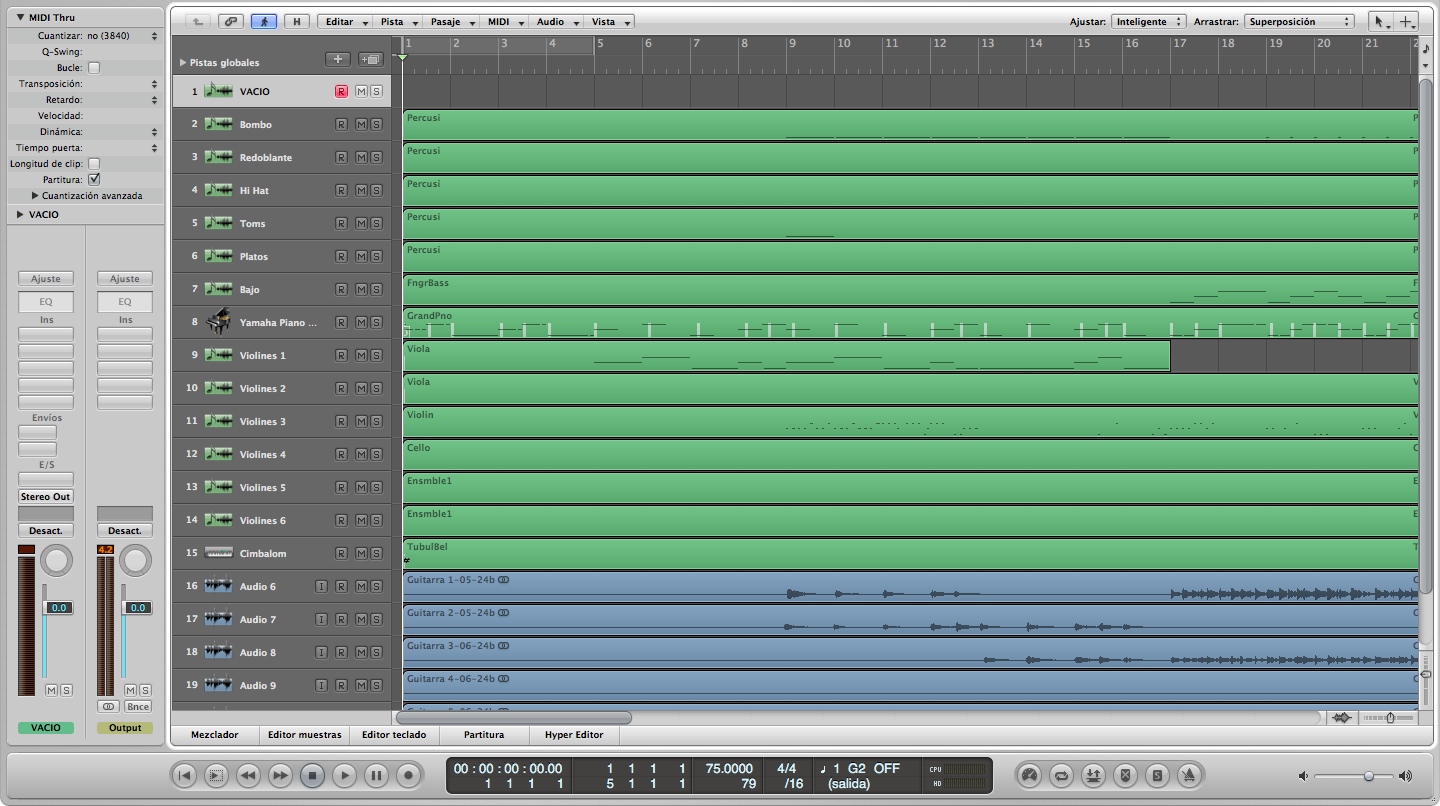 MIDI Thru
Cuantizar: no (3840)
Q-Swing:
Bucle:
Transposición:
Retardo:
Velocidad:
Dinámica:
Tiempo puerta:
Longitud de clip:
Partitura:
Cuantización avanzada
VACIO
Ajuste Ajuste
EQ EQ
Ins Ins
Envíos
E/S
Stereo Out
Desact. Desact.
4.2
0.0 0.0
M S M S
Bnce
VACIO Output
H Editar Pista Pasaje MIDI Audio Vista Ajustar: Inteligente Arrastrar: Superposición
1 2 3 4 5 6 7 8 9 10 11 12 13 14 15 16 17 18 19 20 21
Pistas globales
1 VACIO R M S
2 Bombo R M S Percusi P
3 Redoblante R M S Percusi P
4 Hi Hat R M S Percusi P
5 Toms R M S Percusi P
6 Platos R M S Percusi P
7 Bajo R M S FngrBass F
8 Yamaha Piano ... R M S GrandPno
9 Violines 1 R M S Viola
10 Violines 2 R M S Viola V
11 Violines 3 R M S Violin V
12 Violines 4 R M S Cello
13 Violines 5 R M S Ensmble1 E
14 Violines 6 R M S Ensmble1 E
15 Cimbalom R M S TubulBel T
16 Audio 6 I R M S Guitarra 1-05-24b
17 Audio 7 I R M S Guitarra 2-05-24b
18 Audio 8 I R M S Guitarra 3-06-24b
19 Audio 9 I R M S Guitarra 4-06-24b
Mezclador Editor muestras Editor teclado Partitura Hyper Editor
00 : 00 : 00 : 00.00 1 1 1 1 75.0000 4/4 1 G2 OFF CPU
1 1 1 1 5 1 1 1 79 /16 (salida) HD
S